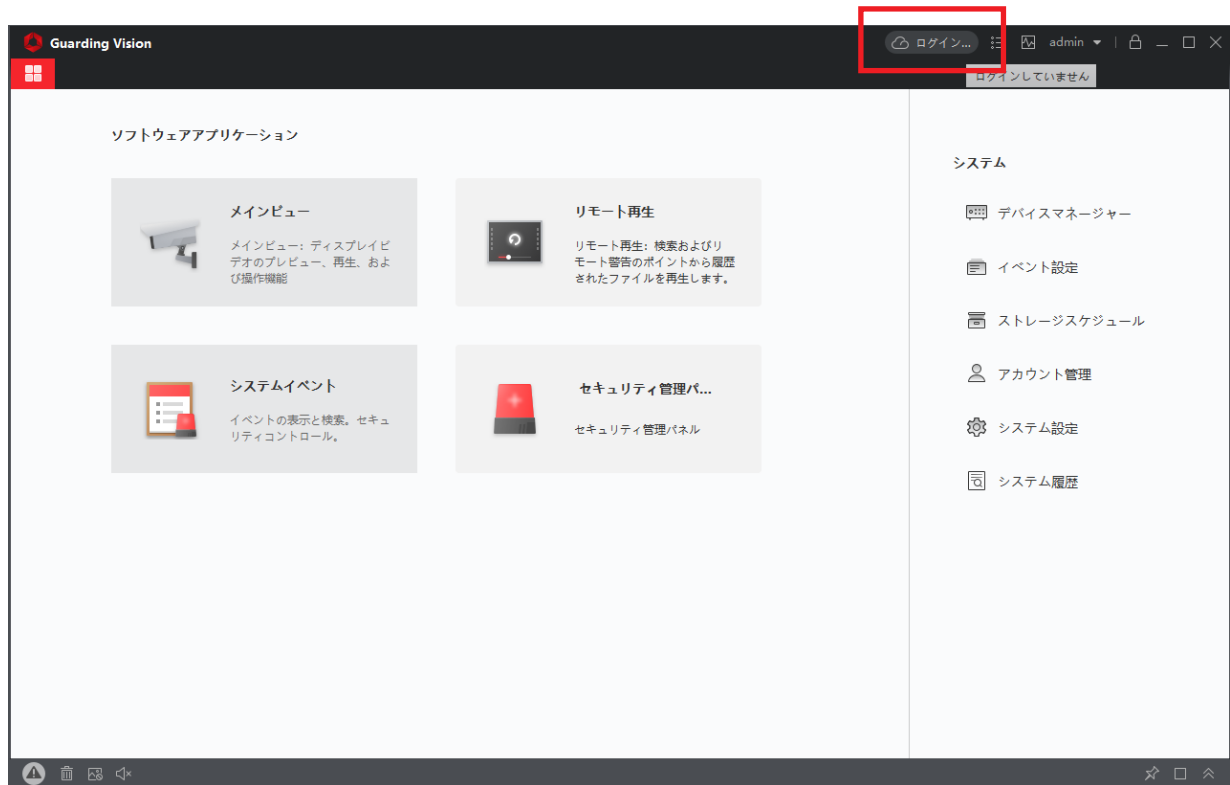 Guarding Vision
ログイン...
admin
ログインしていません
ソフトウェアアプリケーション
メインビュー
メインビュー: ディスプレイビ
デオのプレビュー、再生、およ
び操作機能
リモート再生
リモート再生: 検索およびリ
モート警告のポイントから履歴
されたファイルを再生します。
システムイベント
イベントの表示と検索。セキュ
リティコントロール。
セキュリティ管理パ...
セキュリティ管理パネル
システム
デバイスマネージャー
イベント設定
ストレージスケジュール
アカウント管理
システム設定
システム履歴